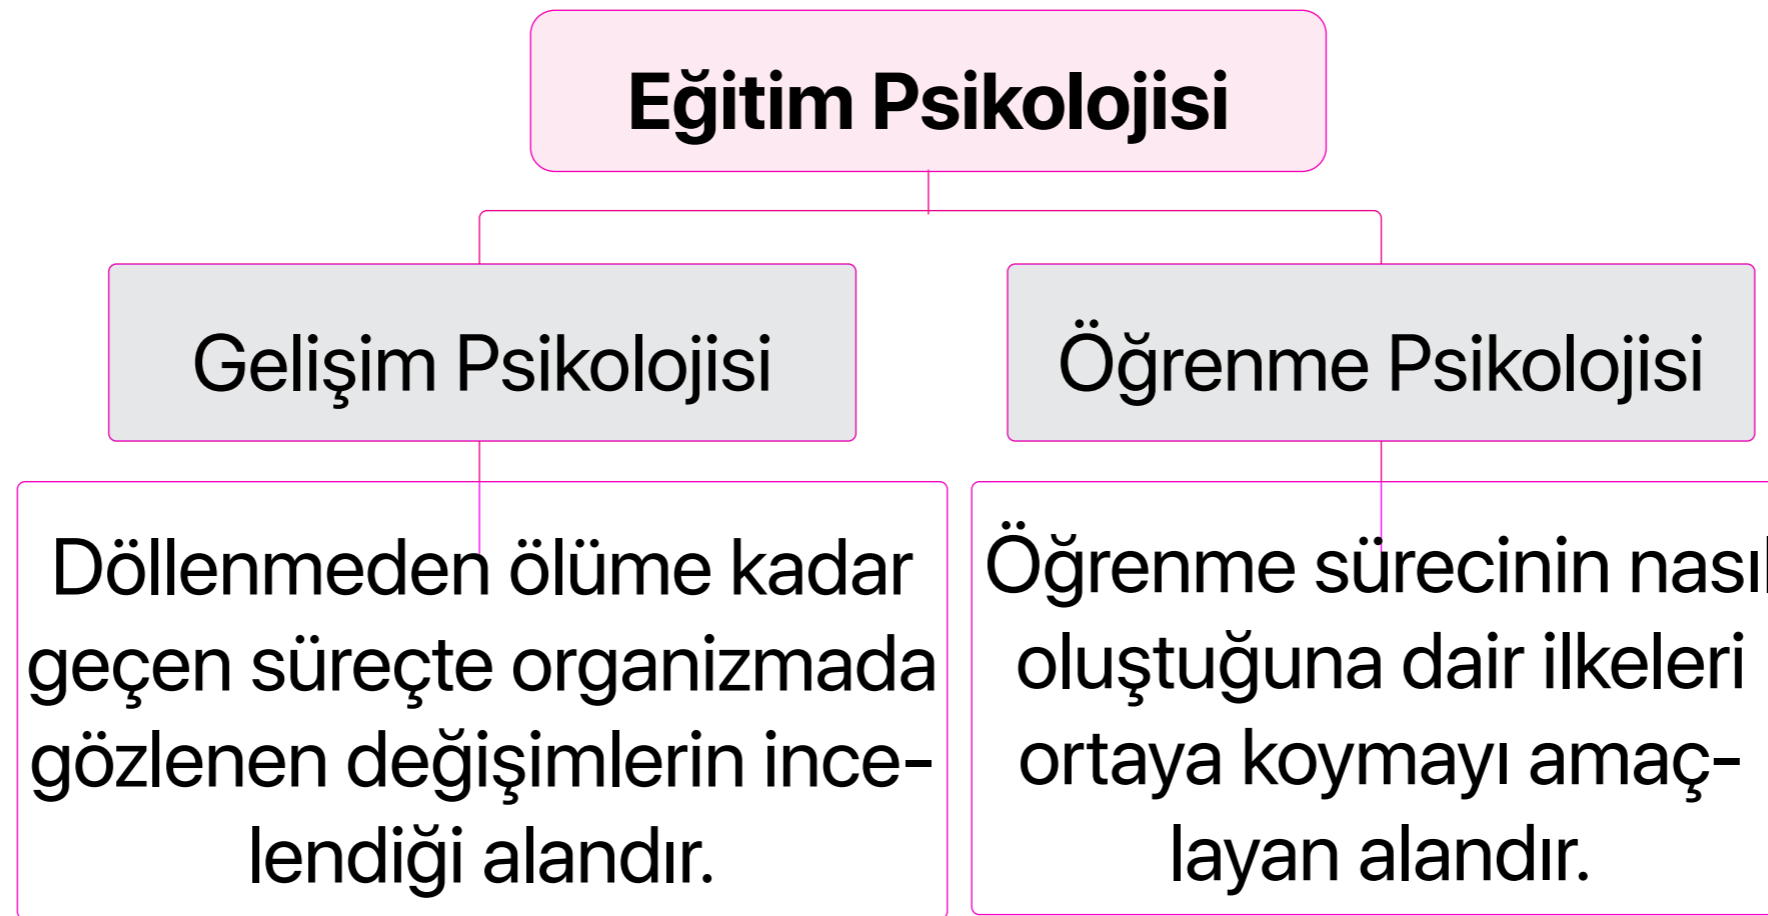 Eğitim Psikolojisi
Gelişim Psikolojisi
Döllenmeden ölüme kadar
geçen süreçte organizmada
gözlenen değişimlerin ince-
lendiği alandır.
Öğrenme Psikolojisi
Öğrenme sürecinin nasıl
oluştuğuna dair ilkeleri
ortaya koymayı amaç-
layan alandır.